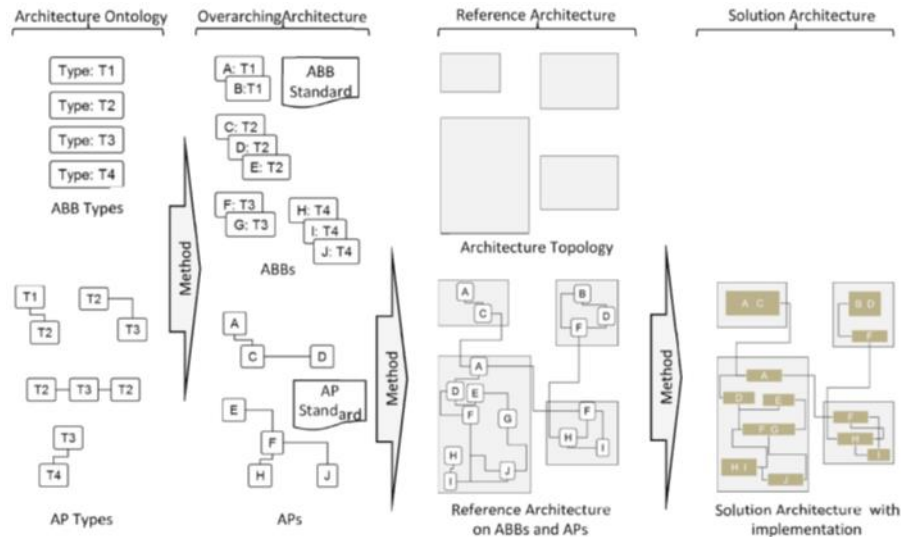 Architecture Ontology
Overarching Architecture
Reference Architecture
Solution Architecture
Type: T1
Type: T2
Type: T3
Type: T4
ABB Types
T1
T2
T2
T3
T2 T3 T2
T3
T4
AP Types
Method
A: T1
B:T1
ABB
Standard
C: T2
D: T2
E: T2
F: T3
G: T3
H: T4
I: T4
J: T4
ABBs
A
C D
AP
Standard
E
F
H J
APs
Method
Architecture Topology
A
C
B
D
F
A
D E
F G
H
I J
F
H
I
Reference Architecture
on ABBs and APs
Method
A C
B D
F
A
D E
F G
H I
J
F
H
I
Solution Architecture with
implementation